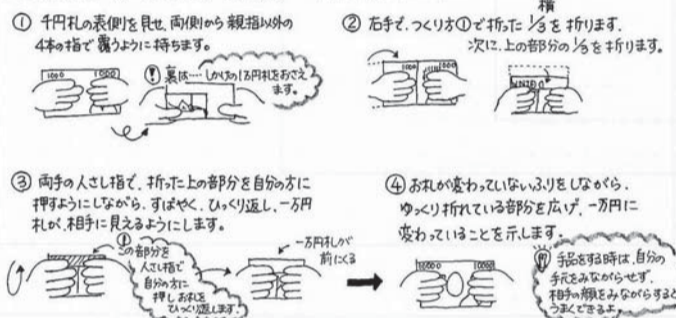 ① 千円札の表側を見せ、両側から親指以外の
4本の指で覆うように持ちます。
1000 1000
! 裏は……しかけの1万円札をおさえ
ます。
横
② 右手で、つくり方①で折った 1/3 を折ります。
次に、上の部分の 1/3 を折ります。
1000 1000
③ 両手の人さし指で、折った上の部分を自分の方に
押すようにしながら、すばやく、ひっくり返し、一万円
札が、相手に見えるようにします。
!
この部分を
人さし指で
自分の方に
押しお札を
ひっくり返します。
一万円札が
前にくる
④ お札が変わっていないふりをしながら、
ゆっくり折れている部分を広げ、一万円に
変わっていることを示します。
10000 10000
手品をする時は、自分の
手元をみながらせず、
相手の顔をみながらすると
うまくできるよ